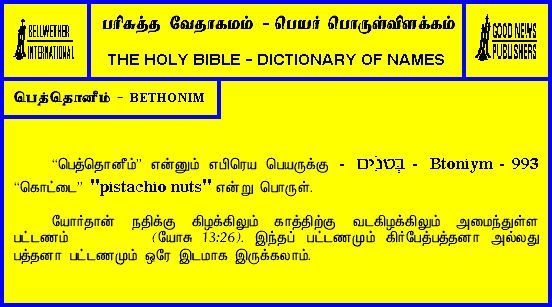 BELLWETHER
INTERNATIONAL
பரிசுத்த வேதாகமம் - பெயர் பொருள்விளக்கம்
THE HOLY BIBLE - DICTIONARY OF NAMES
GOOD NEWS
PUBLISHERS
பெத்தொனீம் - BETHONIM
“பெத்தொனீம்” என்னும் எபிரெய பெயருக்கு - בְּטֹנִים - Btoniym - 993
“கொட்டை” "pistachio nuts" என்று பொருள்.
யோர்தான் நதிக்கு கிழக்கிலும் காத்திற்கு வடகிழக்கிலும் அமைந்துள்ள
பட்டணம் (யோசு 13:26). இந்தப் பட்டணமும் கிர்பேத்பத்தனா அல்லது
பத்தனா பட்டணமும் ஒரே இடமாக இருக்கலாம்.